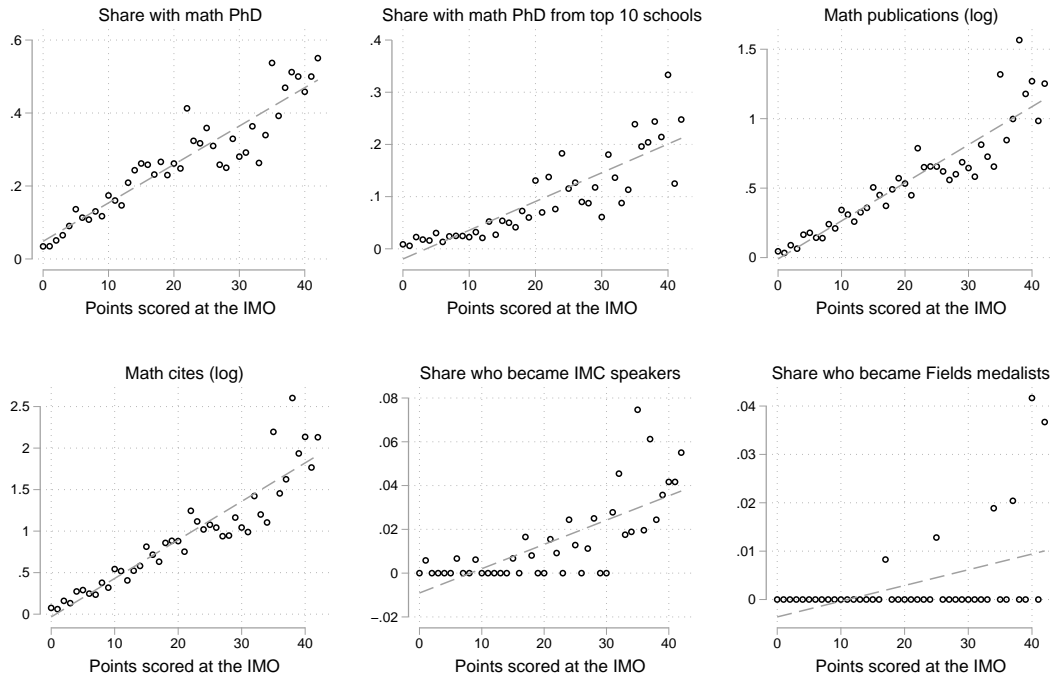 Share with math PhD
.6
.4
.2
0
0 10 20 30 40
Points scored at the IMO
Share with math PhD from top 10 schools
.4
.3
.2
.1
0
0 10 20 30 40
Points scored at the IMO
Math publications (log)
1.5
1
.5
0
0 10 20 30 40
Points scored at the IMO
Math cites (log)
2.5
2
1.5
1
.5
0
0 10 20 30 40
Points scored at the IMO
Share who became IMC speakers
.08
.06
.04
.02
0
−.02
0 10 20 30 40
Points scored at the IMO
Share who became Fields medalists
.04
.03
.02
.01
0
0 10 20 30 40
Points scored at the IMO